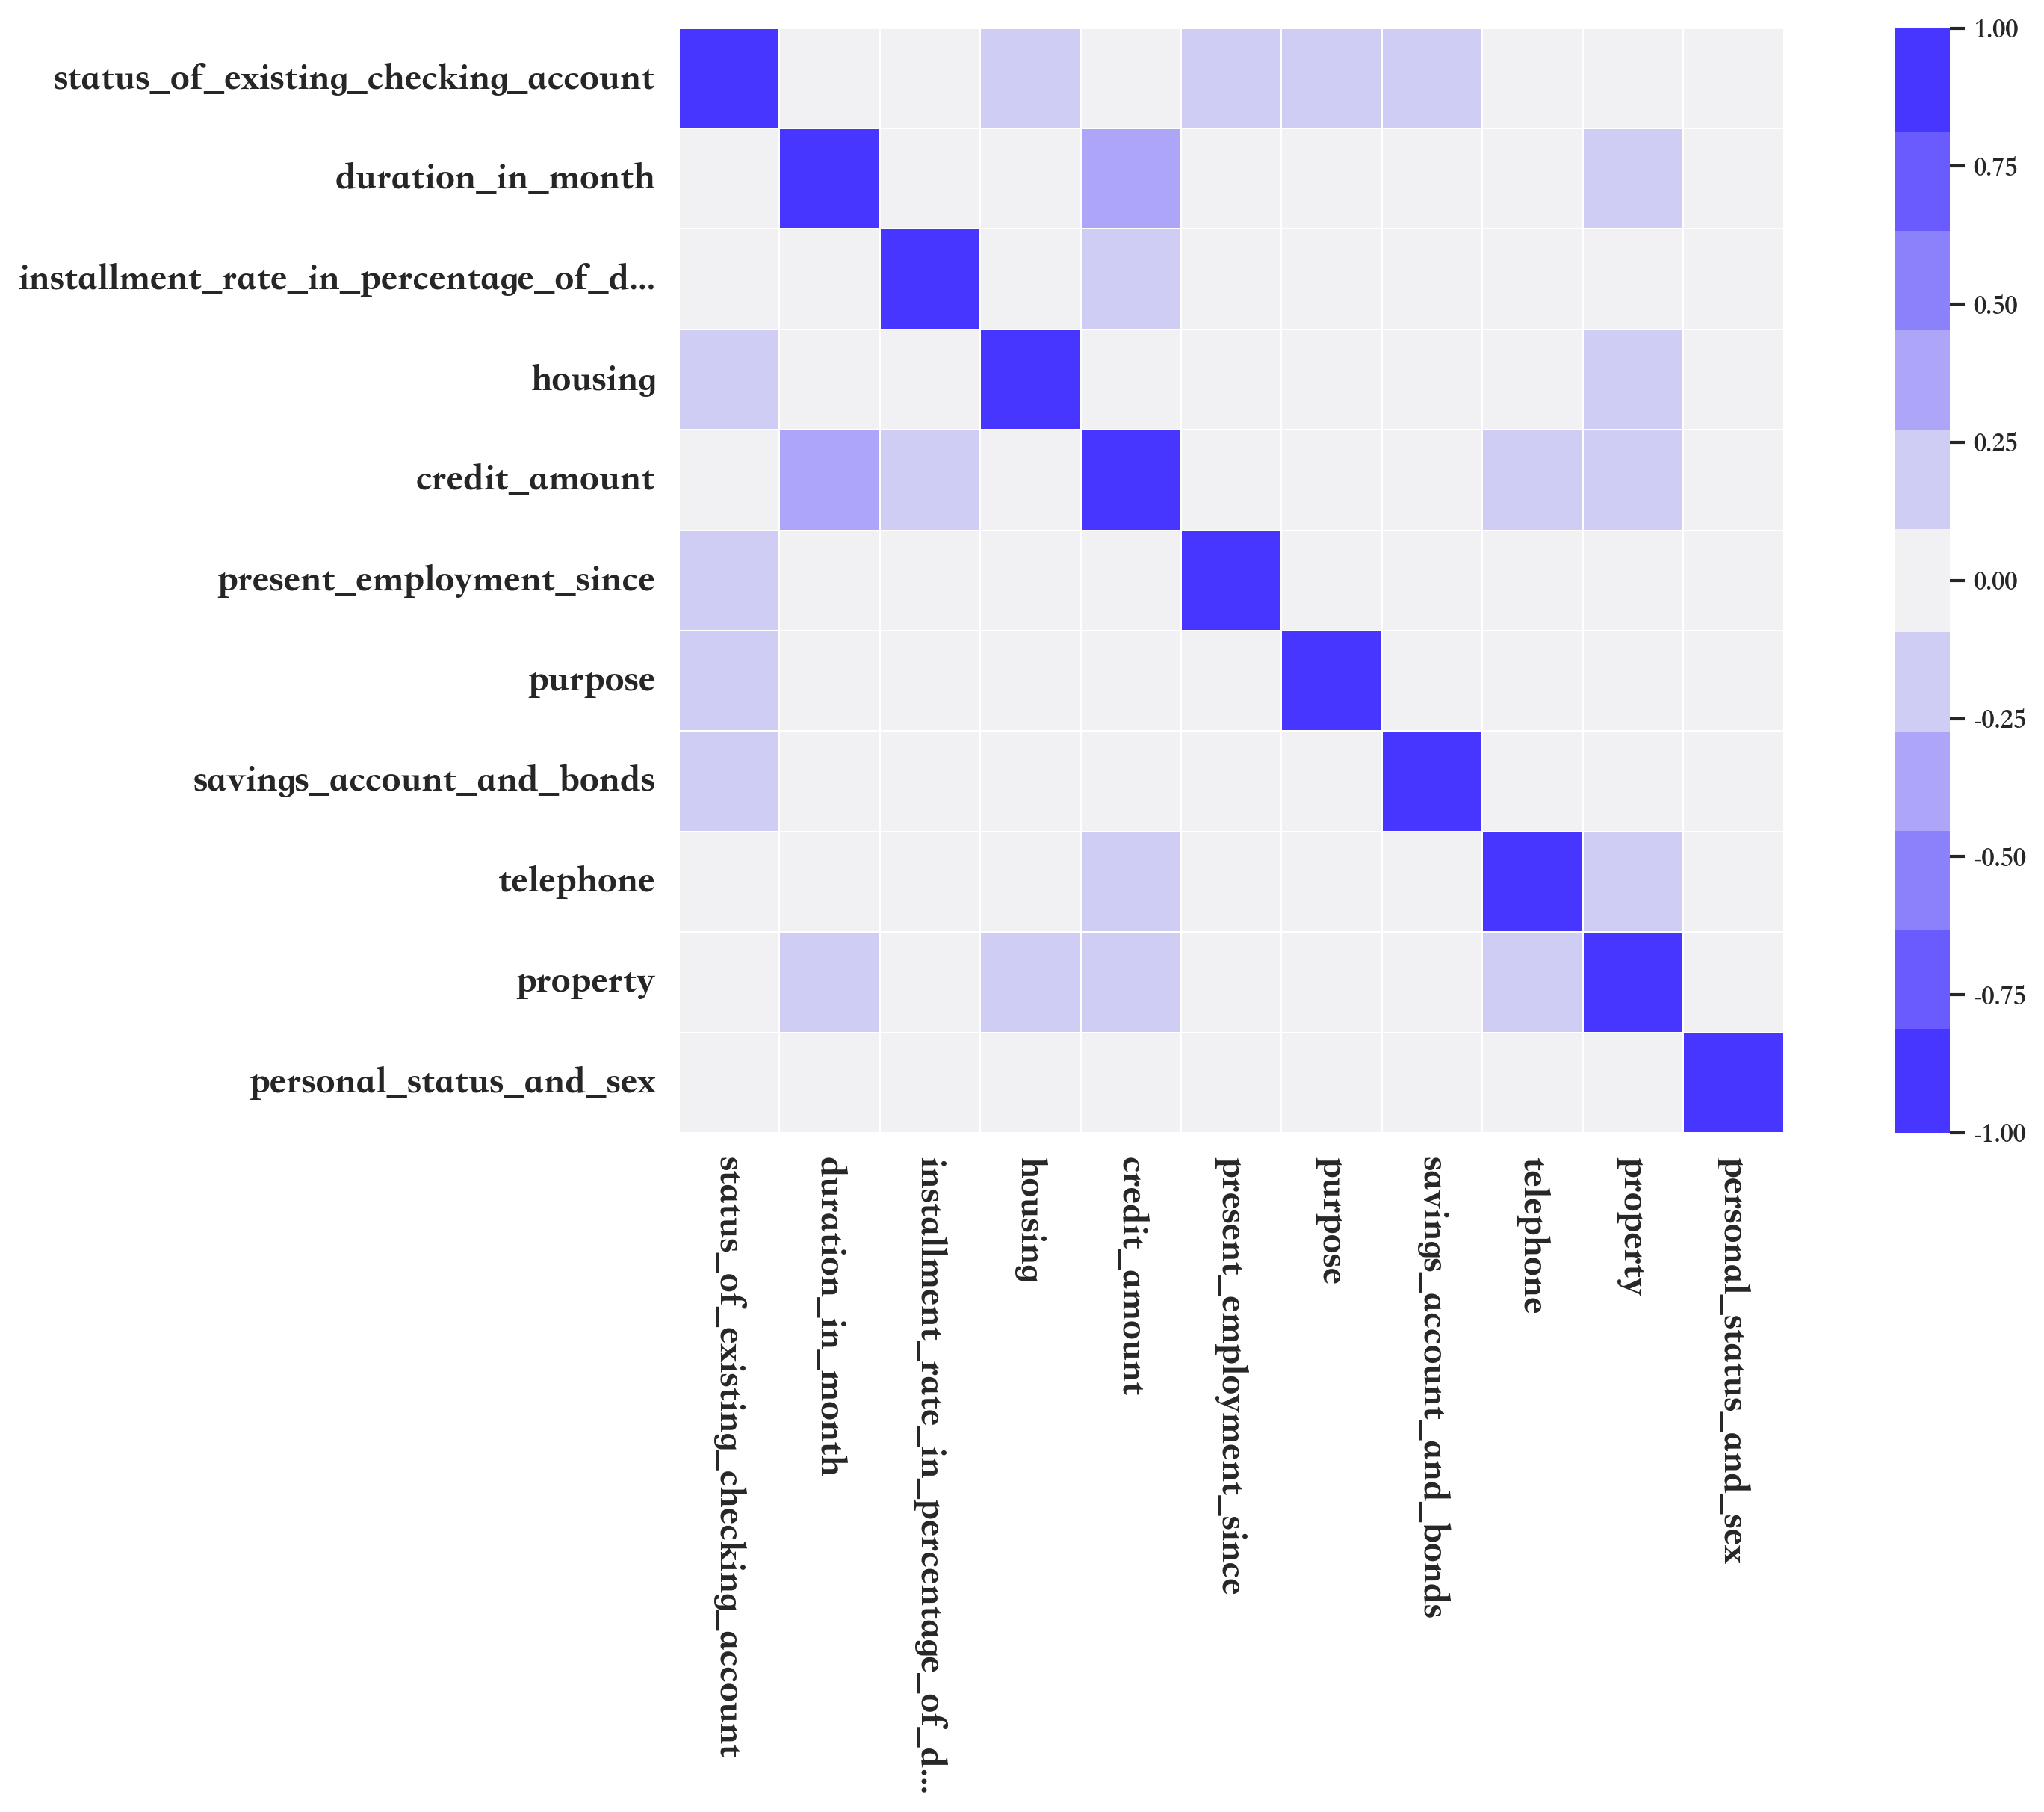 status_of_existing_checking_account
duration_in_month
installment_rate_in_percentage_of_d...
housing
credit_amount
present_employment_since
purpose
savings_account_and_bonds
telephone
property
personal_status_and_sex
status_of_existing_checking_account
duration_in_month
installment_rate_in_percentage_of_d...
housing
credit_amount
present_employment_since
purpose
savings_account_and_bonds
telephone
property
personal_status_and_sex
1.00
0.75
0.50
0.25
0.00
-0.25
-0.50
-0.75
-1.00